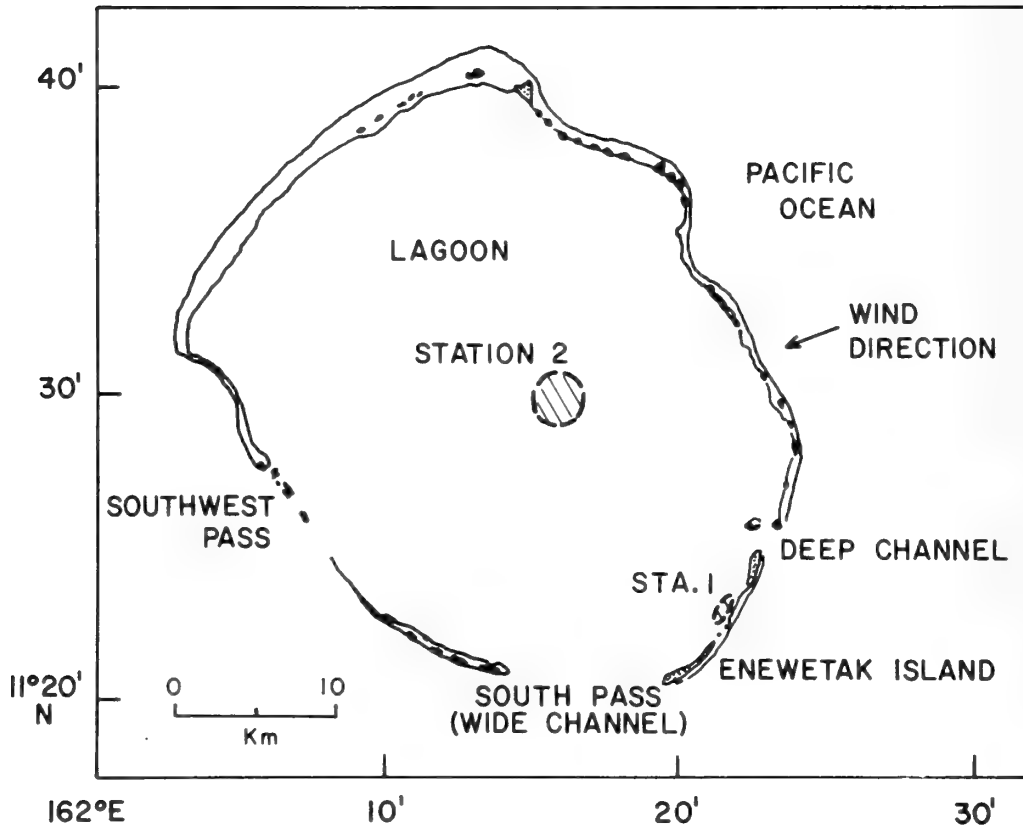 40'
PACIFIC
OCEAN
LAGOON
WIND
DIRECTION
STATION 2
30'
SOUTHWEST
PASS
DEEP CHANNEL
STA. 1
ENEWETAK ISLAND
11°20'
N
0 10
Km
SOUTH PASS
(WIDE CHANNEL)
162°E 10' 20' 30'